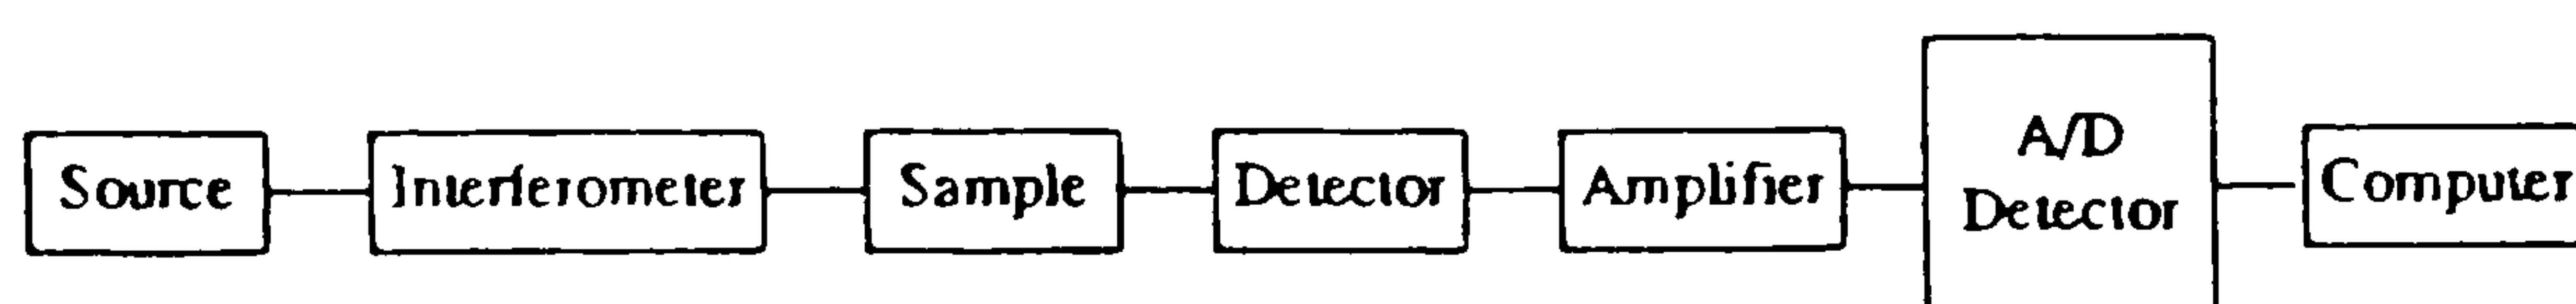 Source
Interferometer
Sample
Detector
Amplifier
A/D
Detector
Computer